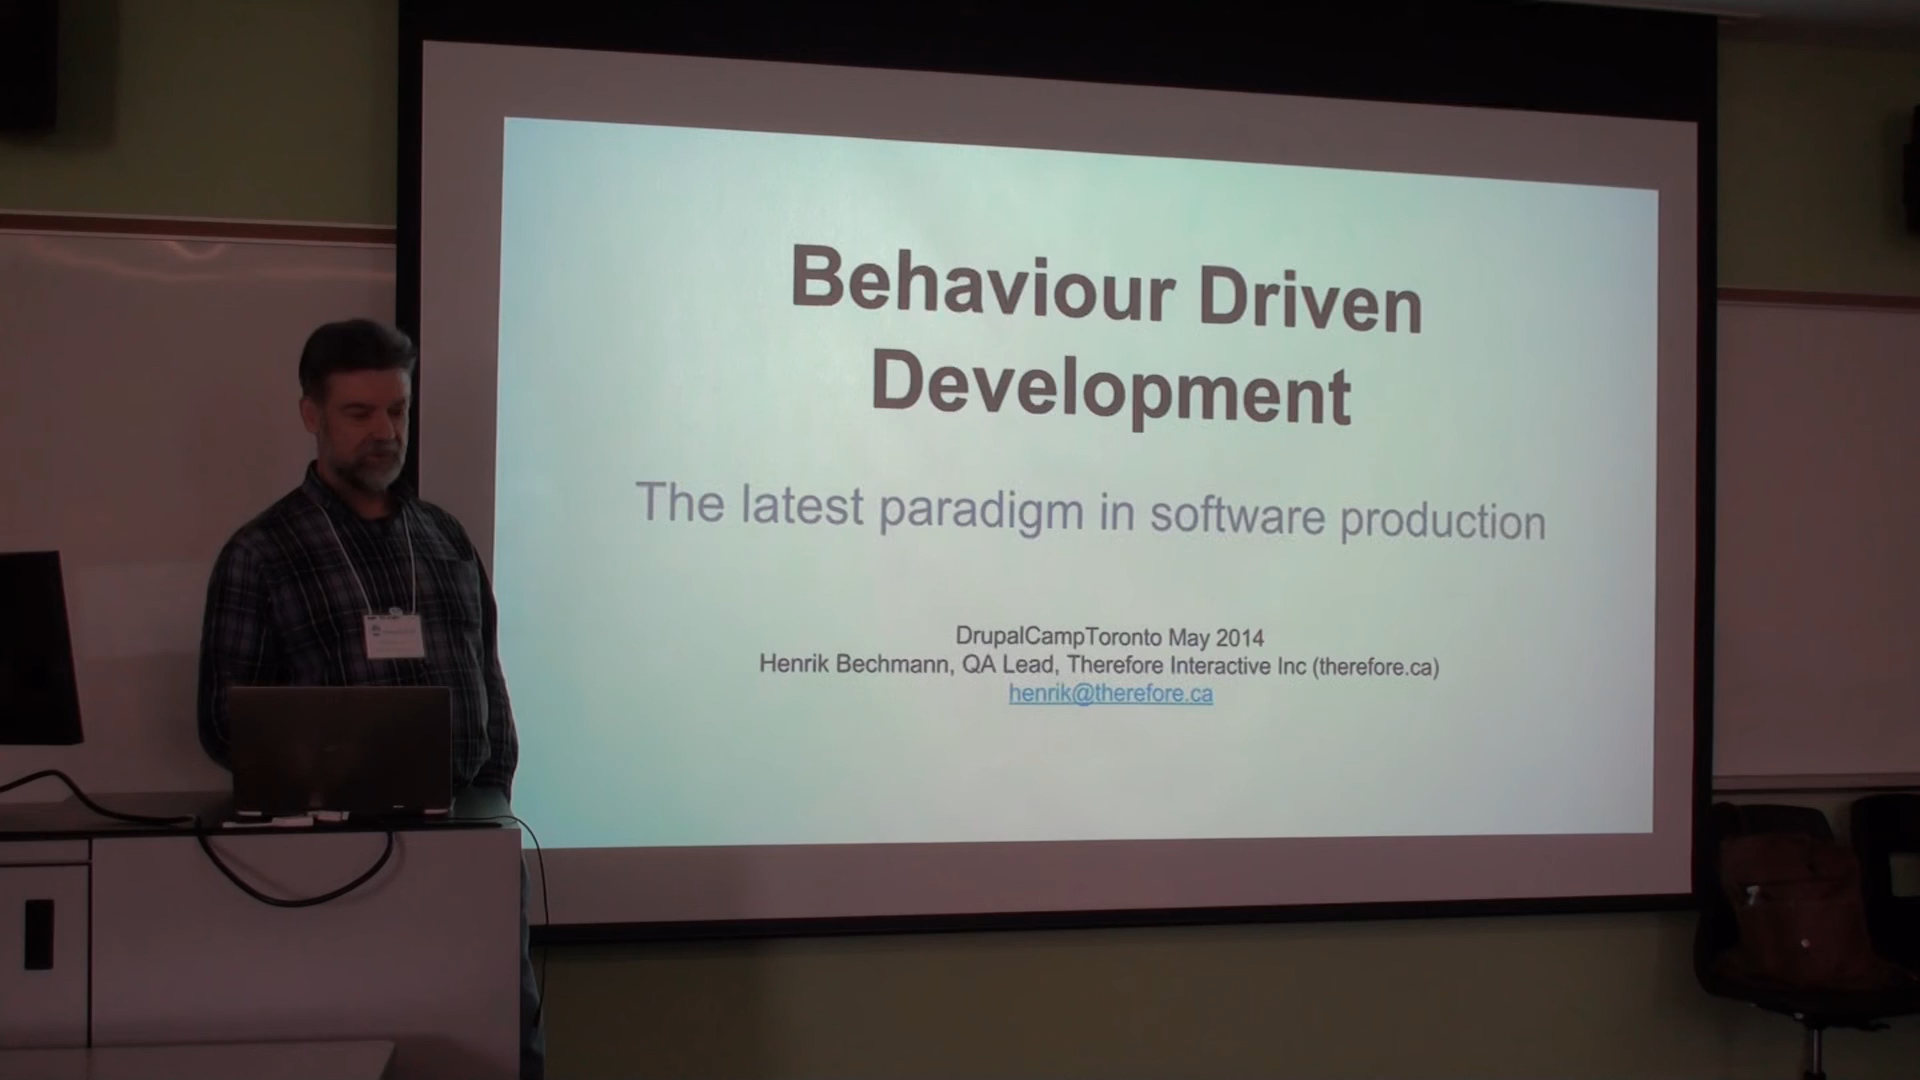 Behaviour Driven
Development
The latest paradigm in software production
DrupalCampToronto May 2014
Henrik Bechmann, QA Lead, Therefore Interactive Inc (therefore.ca)
henrik@therefore.ca